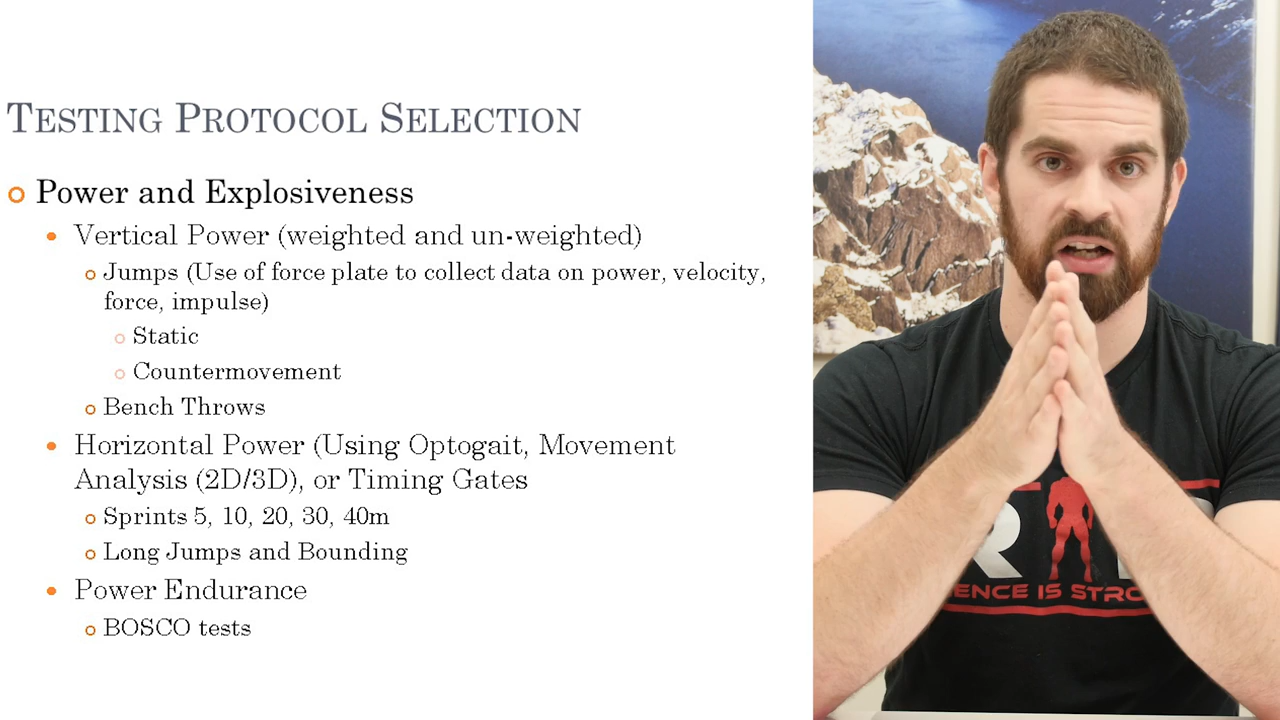 TESTING PROTOCOL SELECTION
Power and Explosiveness
Vertical Power (weighted and un-weighted)
Jumps (Use of force plate to collect data on power, velocity,
force, impulse)
Static
Countermovement
Bench Throws
Horizontal Power (Using Optogait, Movement
Analysis (2D/3D), or Timing Gates
Sprints 5, 10, 20, 30, 40m
Long Jumps and Bounding
Power Endurance
BOSCO tests
R
ENCE IS STRO